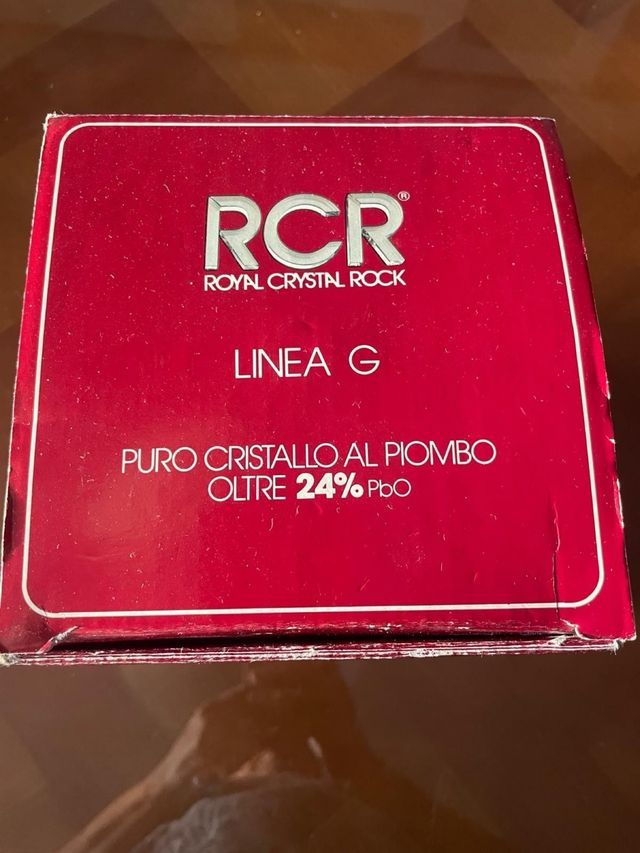 RCR®
ROYAL CRYSTAL ROCK
LINEA G
PURO CRISTALLO AL PIOMBO
OLTRE 24% PbO